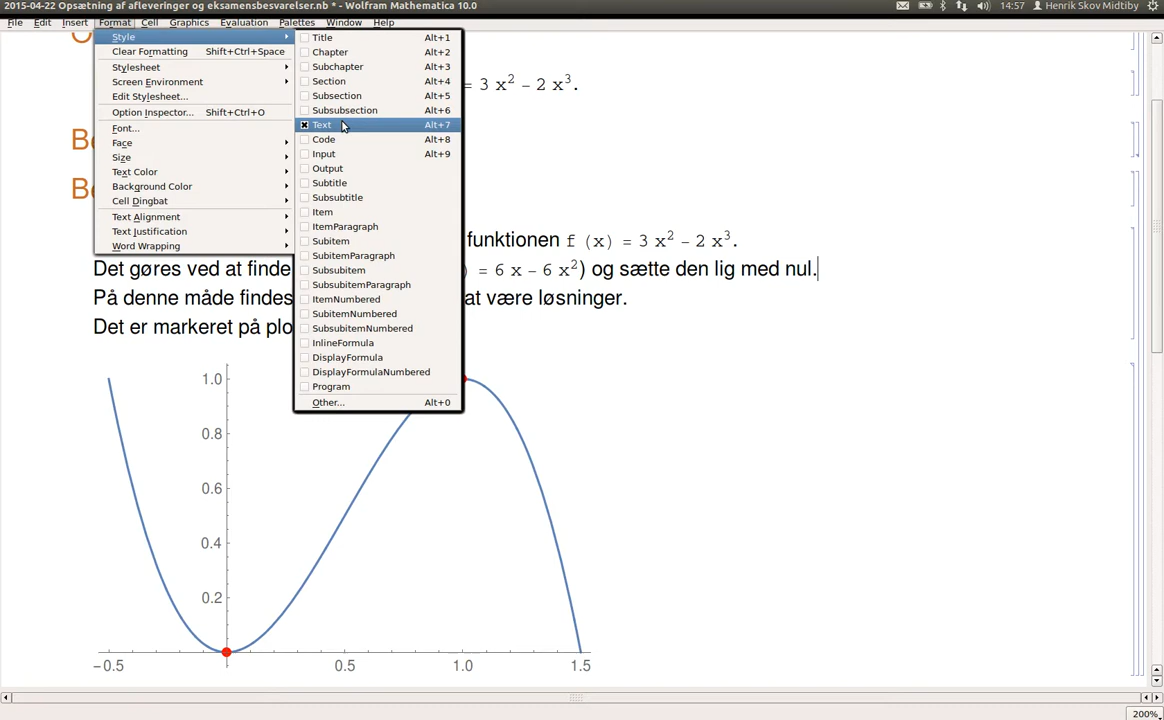 2015-04-22 Opsætning af afleveringer og eksamensbesvarelser.nb * - Wolfram Mathematica 10.0 14:57 Henrik Skov Midtiby
File Edit Insert Format Cell Graphics Evaluation Palettes Window Help
Style
Clear Formatting Shift+Ctrl+Space
Stylesheet
Screen Environment
Edit Stylesheet...
Option Inspector... Shift+Ctrl+O
Font...
Face
Size
Text Color
Background Color
Cell Dingbat
Text Alignment
Text Justification
Word Wrapping
Title Alt+1
Chapter Alt+2
Subchapter Alt+3
Section Alt+4
Subsection Alt+5
Subsubsection Alt+6
Text Alt+7
Code Alt+8
Input Alt+9
Output
Subtitle
Subsubtitle
Item
ItemParagraph
Subitem
SubitemParagraph
Subsubitem
SubsubitemParagraph
ItemNumbered
SubitemNumbered
SubsubitemNumbered
InlineFormula
DisplayFormula
DisplayFormulaNumbered
Program
Other... Alt+0
= 3 x² − 2 x³.
Be
funktionen f (x) = 3 x² − 2 x³.
Det gøres ved at finde ) = 6 x − 6 x²) og sætte den lig med nul.
På denne måde findes at være løsninger.
Det er markeret på plo
1.0
0.8
0.6
0.4
0.2
−0.5 0.5 1.0 1.5
200%